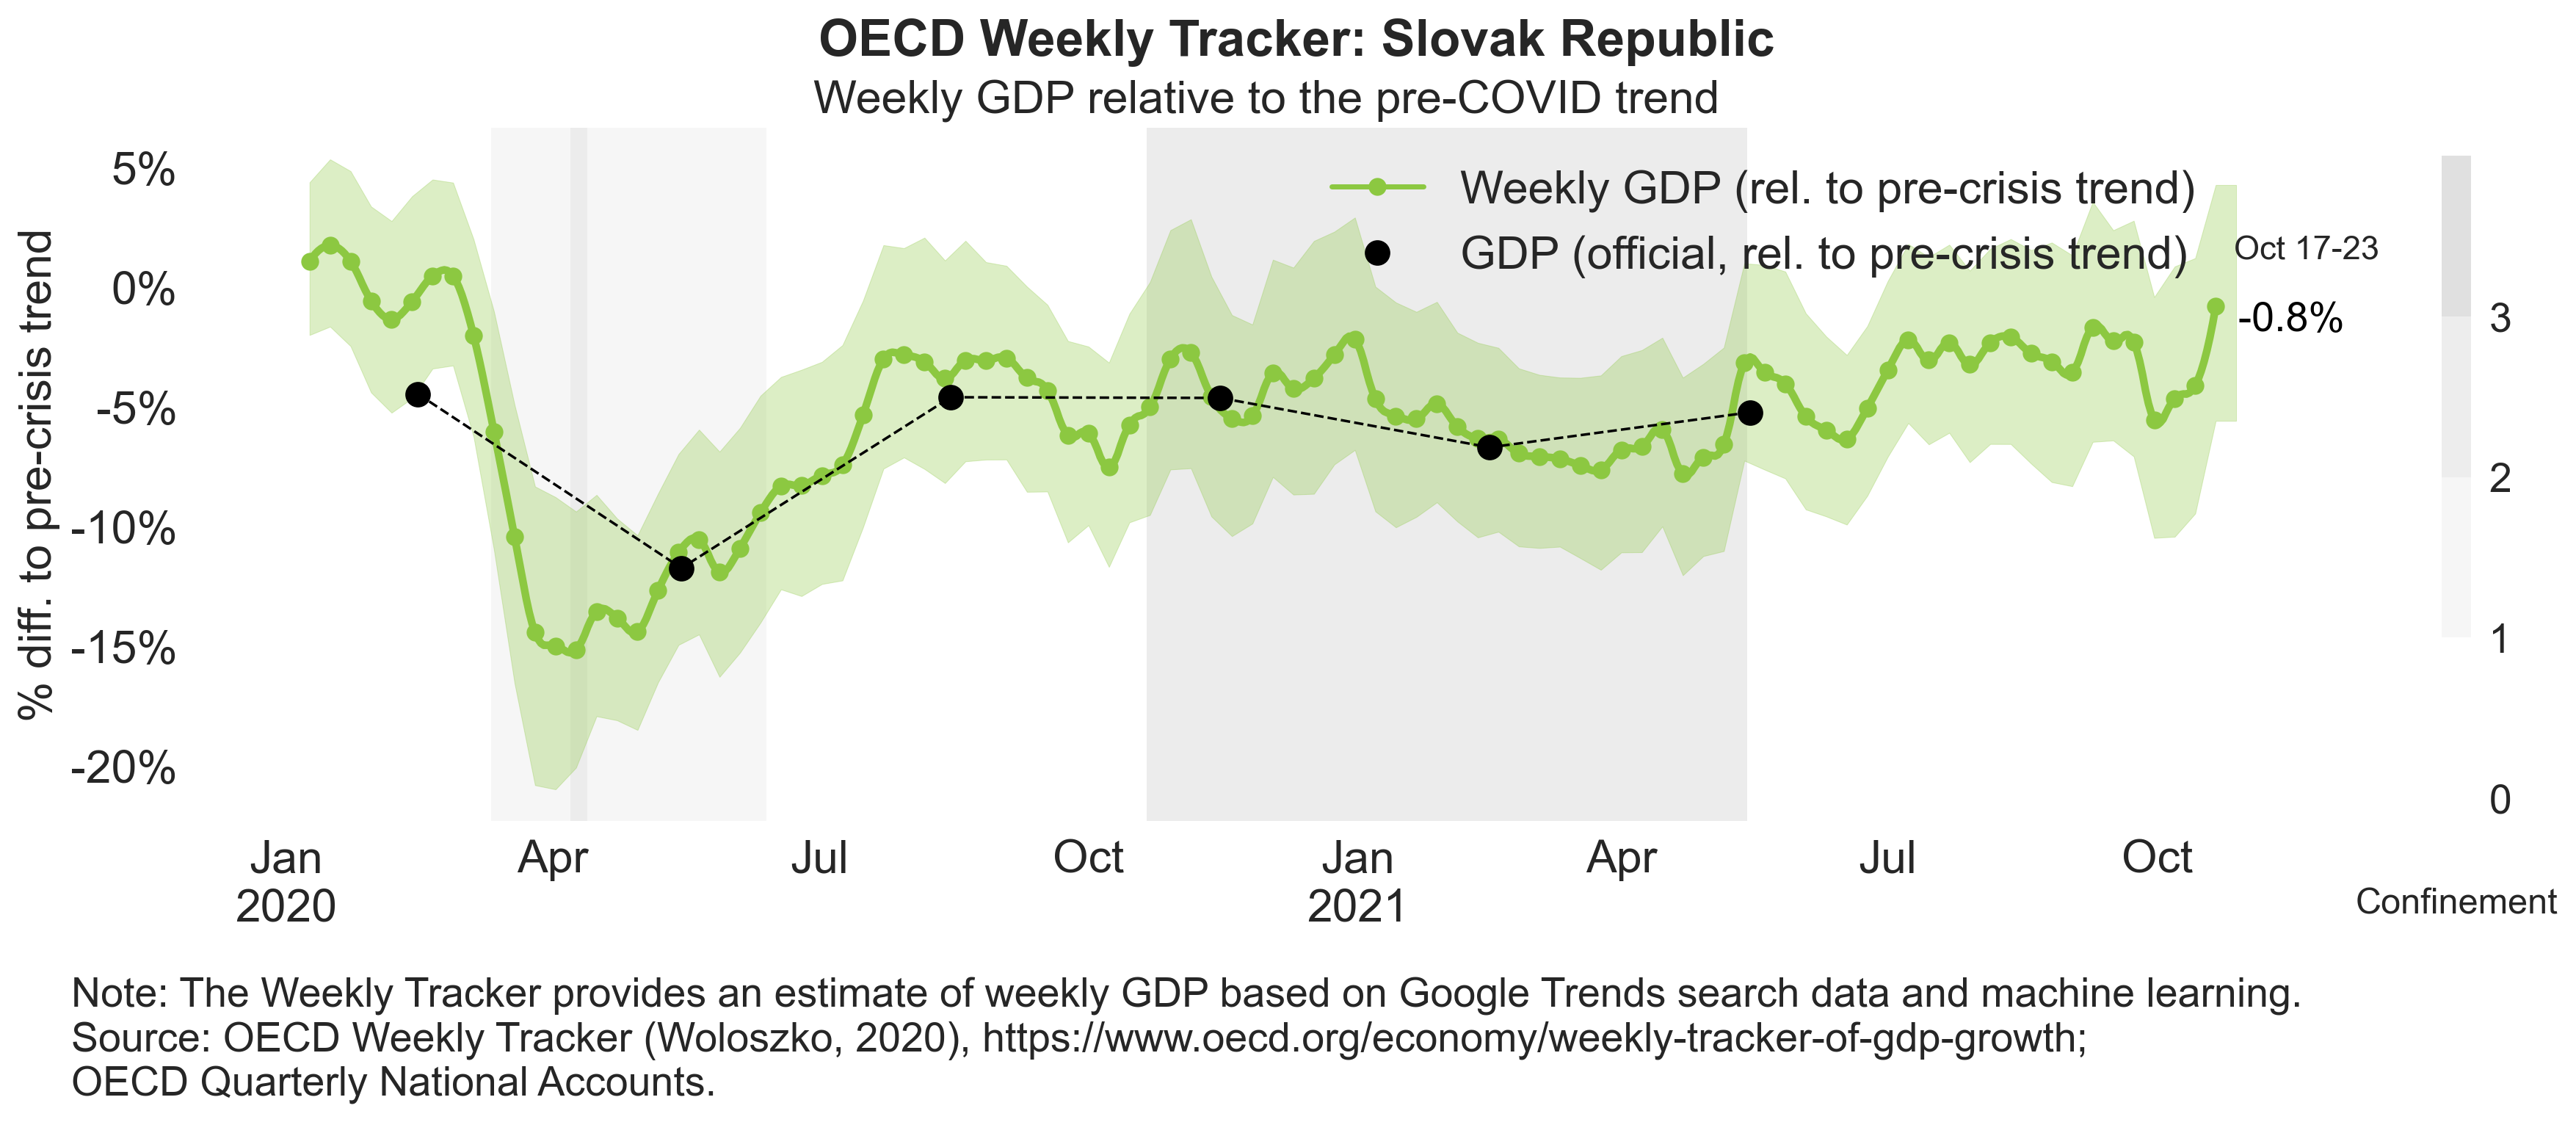 OECD Weekly Tracker: Slovak Republic
Weekly GDP relative to the pre-COVID trend
% diff. to pre-crisis trend
5%
0%
-5%
-10%
-15%
-20%
Weekly GDP (rel. to pre-crisis trend)
GDP (official, rel. to pre-crisis trend)
Oct 17-23
-0.8%
3
2
1
0
Jan Apr Jul Oct Jan Apr Jul Oct
2020 2021
Confinement
Note: The Weekly Tracker provides an estimate of weekly GDP based on Google Trends search data and machine learning.
Source: OECD Weekly Tracker (Woloszko, 2020), https://www.oecd.org/economy/weekly-tracker-of-gdp-growth;
OECD Quarterly National Accounts.